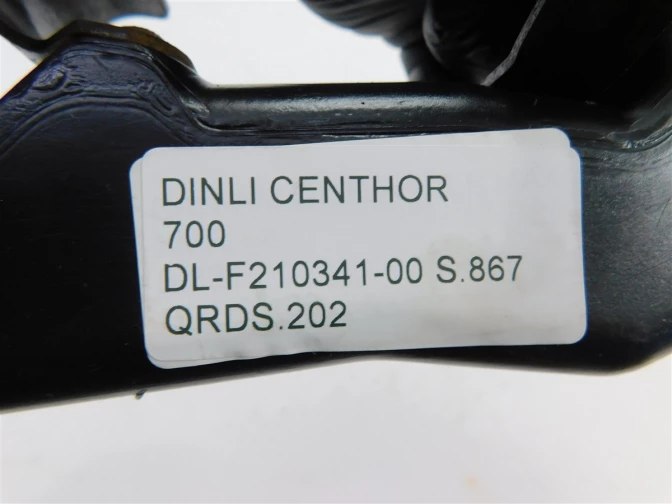 DINLI CENTHOR
700
DL-F210341-00 S.867
QRDS.202